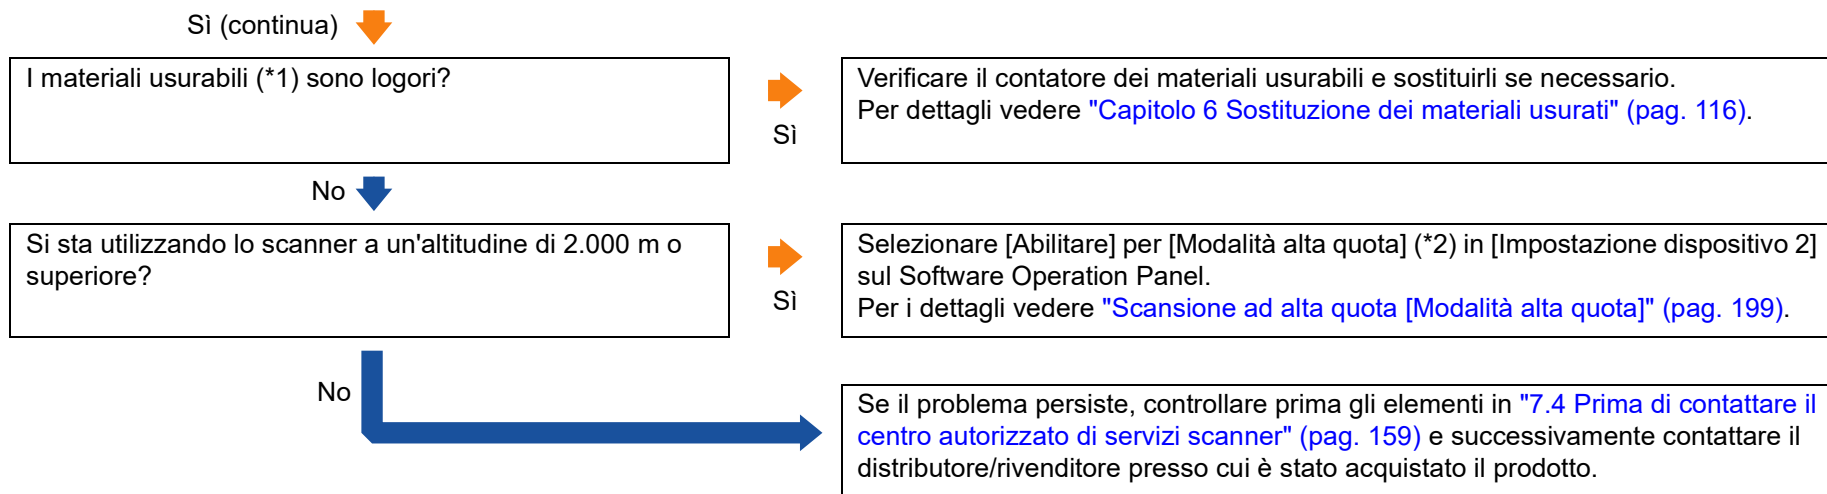 Sì (continua)
I materiali usurabili (*1) sono logori?
Sì
Verificare il contatore dei materiali usurabili e sostituirli se necessario.
Per dettagli vedere "Capitolo 6 Sostituzione dei materiali usurati" (pag. 116).
No
Si sta utilizzando lo scanner a un'altitudine di 2.000 m o
superiore?
Sì
Selezionare [Abilitare] per [Modalità alta quota] (*2) in [Impostazione dispositivo 2]
sul Software Operation Panel.
Per i dettagli vedere "Scansione ad alta quota [Modalità alta quota]" (pag. 199).
No
Se il problema persiste, controllare prima gli elementi in "7.4 Prima di contattare il
centro autorizzato di servizi scanner" (pag. 159) e successivamente contattare il
distributore/rivenditore presso cui è stato acquistato il prodotto.